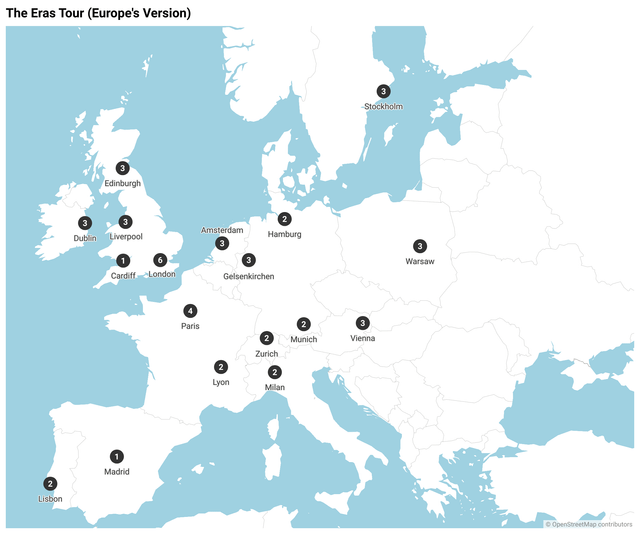 The Eras Tour (Europe's Version)
3
Stockholm
3
Edinburgh
3
Dublin
3
Liverpool
Amsterdam
3
2
Hamburg
3
Warsaw
1
Cardiff
6
London
3
Gelsenkirchen
4
Paris
2
Zurich
2
Munich
3
Vienna
2
Lyon
2
Milan
1
Madrid
2
Lisbon
© OpenStreetMap contributors